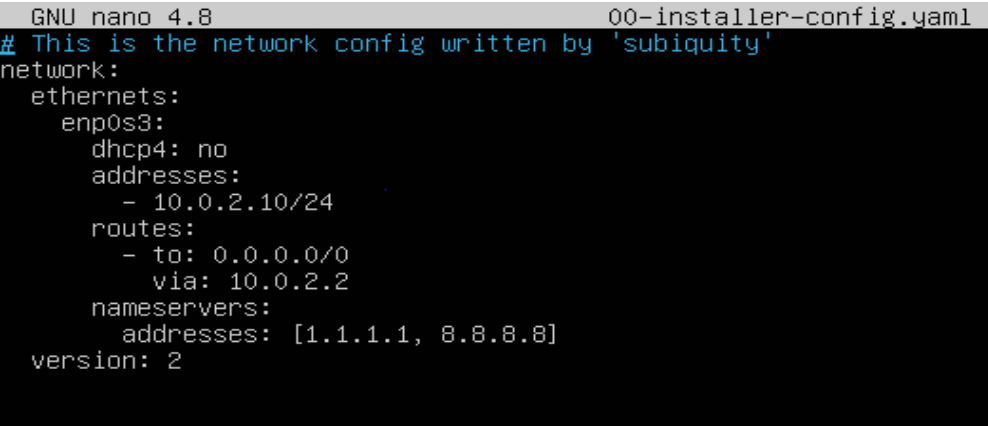 GNU nano 4.8 00-installer-config.yaml
# This is the network config written by 'subiquity'
network:
  ethernets:
    enp0s3:
      dhcp4: no
      addresses:
        - 10.0.2.10/24
      routes:
        - to: 0.0.0.0/0
          via: 10.0.2.2
      nameservers:
        addresses: [1.1.1.1, 8.8.8.8]
  version: 2